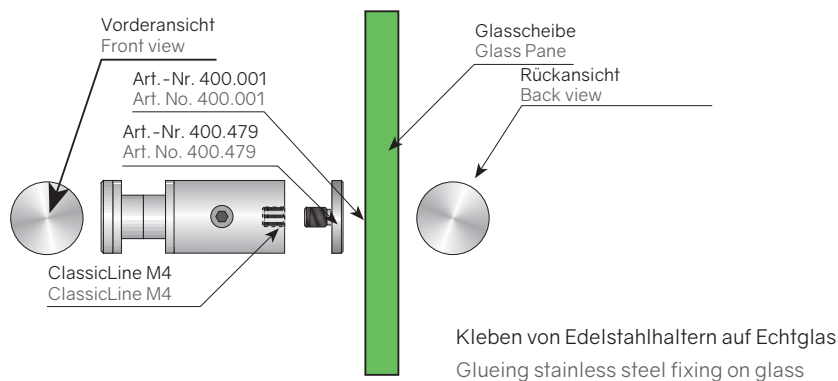 Vorderansicht
Front view
Glasscheibe
Glass Pane
Rückansicht
Back view
Art.-Nr. 400.001
Art. No. 400.001
Art.-Nr. 400.479
Art. No. 400.479
ClassicLine M4
ClassicLine M4
Kleben von Edelstahlhaltern auf Echtglas
Glueing stainless steel fixing on glass